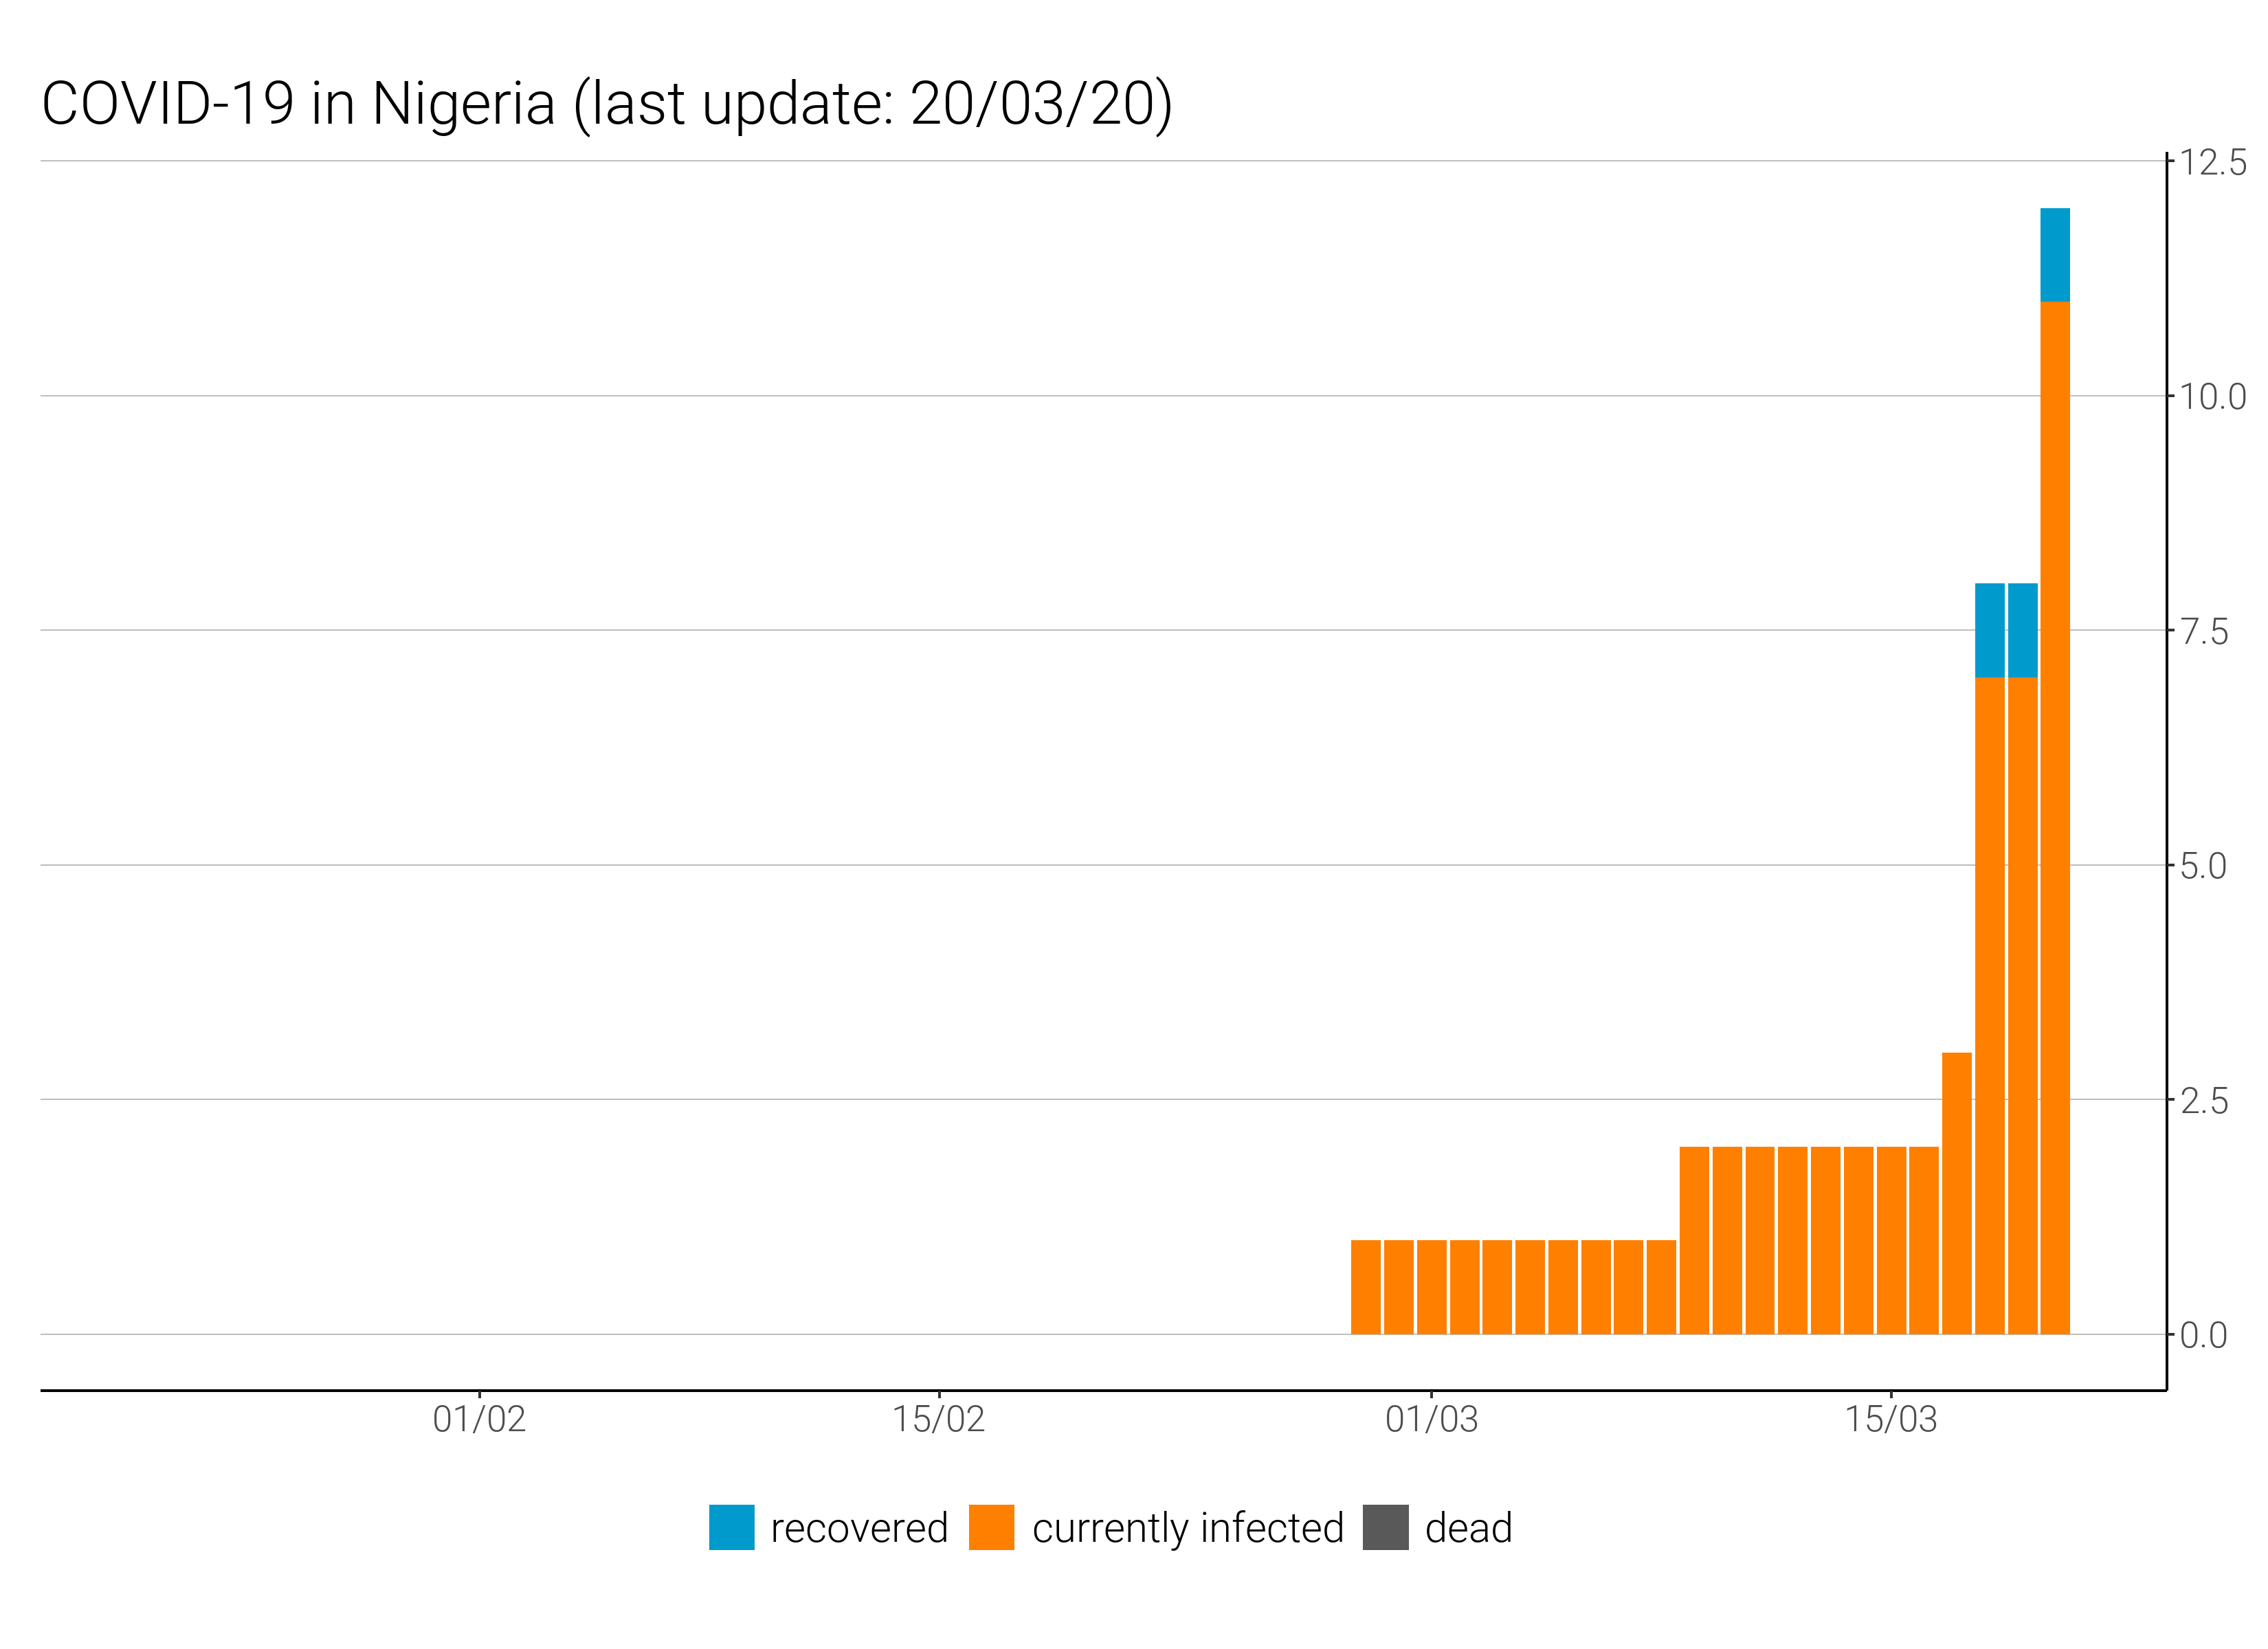 COVID-19 in Nigeria (last update: 20/03/20)
12.5
10.0
7.5
5.0
2.5
0.0
01/02 15/02 01/03 15/03
recovered currently infected dead